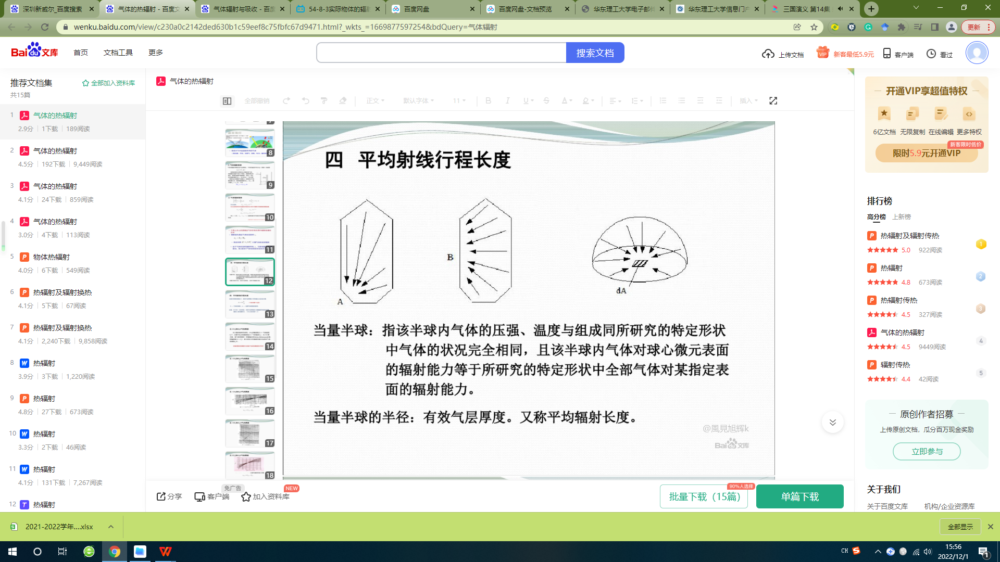 深圳新威尔_百度搜索
气体的热辐射 - 百度文
气体辐射与吸收 - 百度
54-8-3实际物体的辐
百度网盘
百度网盘-文档预览
华东理工大学电子邮件
华东理工大学信息门户
三国演义 第14集
wenku.baidu.com/view/c230a0c2142ded630b1c59eef8c75fbfc67d9471.html?_wkts_=1669877597254&bdQuery=气体辐射
更新
Bai du 文库
首页
文档工具
更多
搜索文档
上传文档
VIP
新客最低5.9元
客户端
看过
推荐文档集
全部加入资料库
共15篇
1 气体的热辐射
2.9分 1下载 189阅读
2 气体的热辐射
4.5分 192下载 9,449阅读
3 气体的热辐射
4.1分 24下载 859阅读
4 气体的热辐射
3.0分 4下载 113阅读
5 物体热辐射
4.0分 6下载 549阅读
6 热辐射及辐射换热
4.1分 5下载 67阅读
7 热辐射及辐射换热
4.1分 2,240下载 9,858阅读
8 热辐射
3.9分 3下载 1,220阅读
9 热辐射
4.8分 27下载 673阅读
10 热辐射
3.3分 2下载 46阅读
11 热辐射
4.1分 131下载 7,267阅读
12 热辐射
气体的热辐射
全部撤销
正文
默认字体
11
插入
8
9
10
11
12
13
14
15
16
17
18
四 平均射线行程长度
A
B
dA
当量半球：指该半球内气体的压强、温度与组成同所研究的特定形状
中气体的状况完全相同，且该半球内气体对球心微元表面
的辐射能力等于所研究的特定形状中全部气体对某指定表
面的辐射能力。
当量半球的半径：有效气层厚度。又称平均辐射长度。
@風見旭辉k
Bai du 文库
分享
免广告
客户端
加入资料库
NEW
批量下载（15篇）
90%人选择
单篇下载
开通VIP享超值特权
6亿文档
无限复制
在线编辑
更多特权
新客限时低价
限时5.9元开通VIP
排行榜
高分榜
上新榜
热辐射及辐射传热
5.0 922阅读
1
热辐射
4.8 673阅读
2
热辐射传热
4.5 327阅读
3
气体的热辐射
4.5 9449阅读
4
辐射传热
4.4 42阅读
5
原创作者招募
上传原创文档，瓜分百万现金奖励
立即参与
关于我们
关于百度文库
机构/企业资源库
2021-2022学年....xlsx
全部显示
CH
15:56
2022/12/1
1